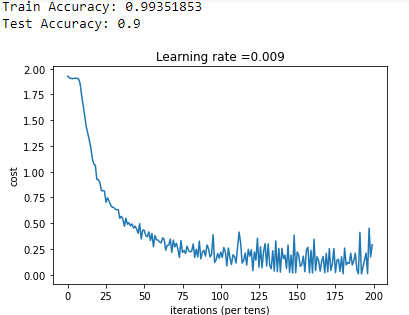 Train Accuracy: 0.99351853
Test Accuracy: 0.9
Learning rate =0.009
2.00
1.75
1.50
1.25
1.00
0.75
0.50
0.25
0.00
cost
0 25 50 75 100 125 150 175 200
iterations (per tens)